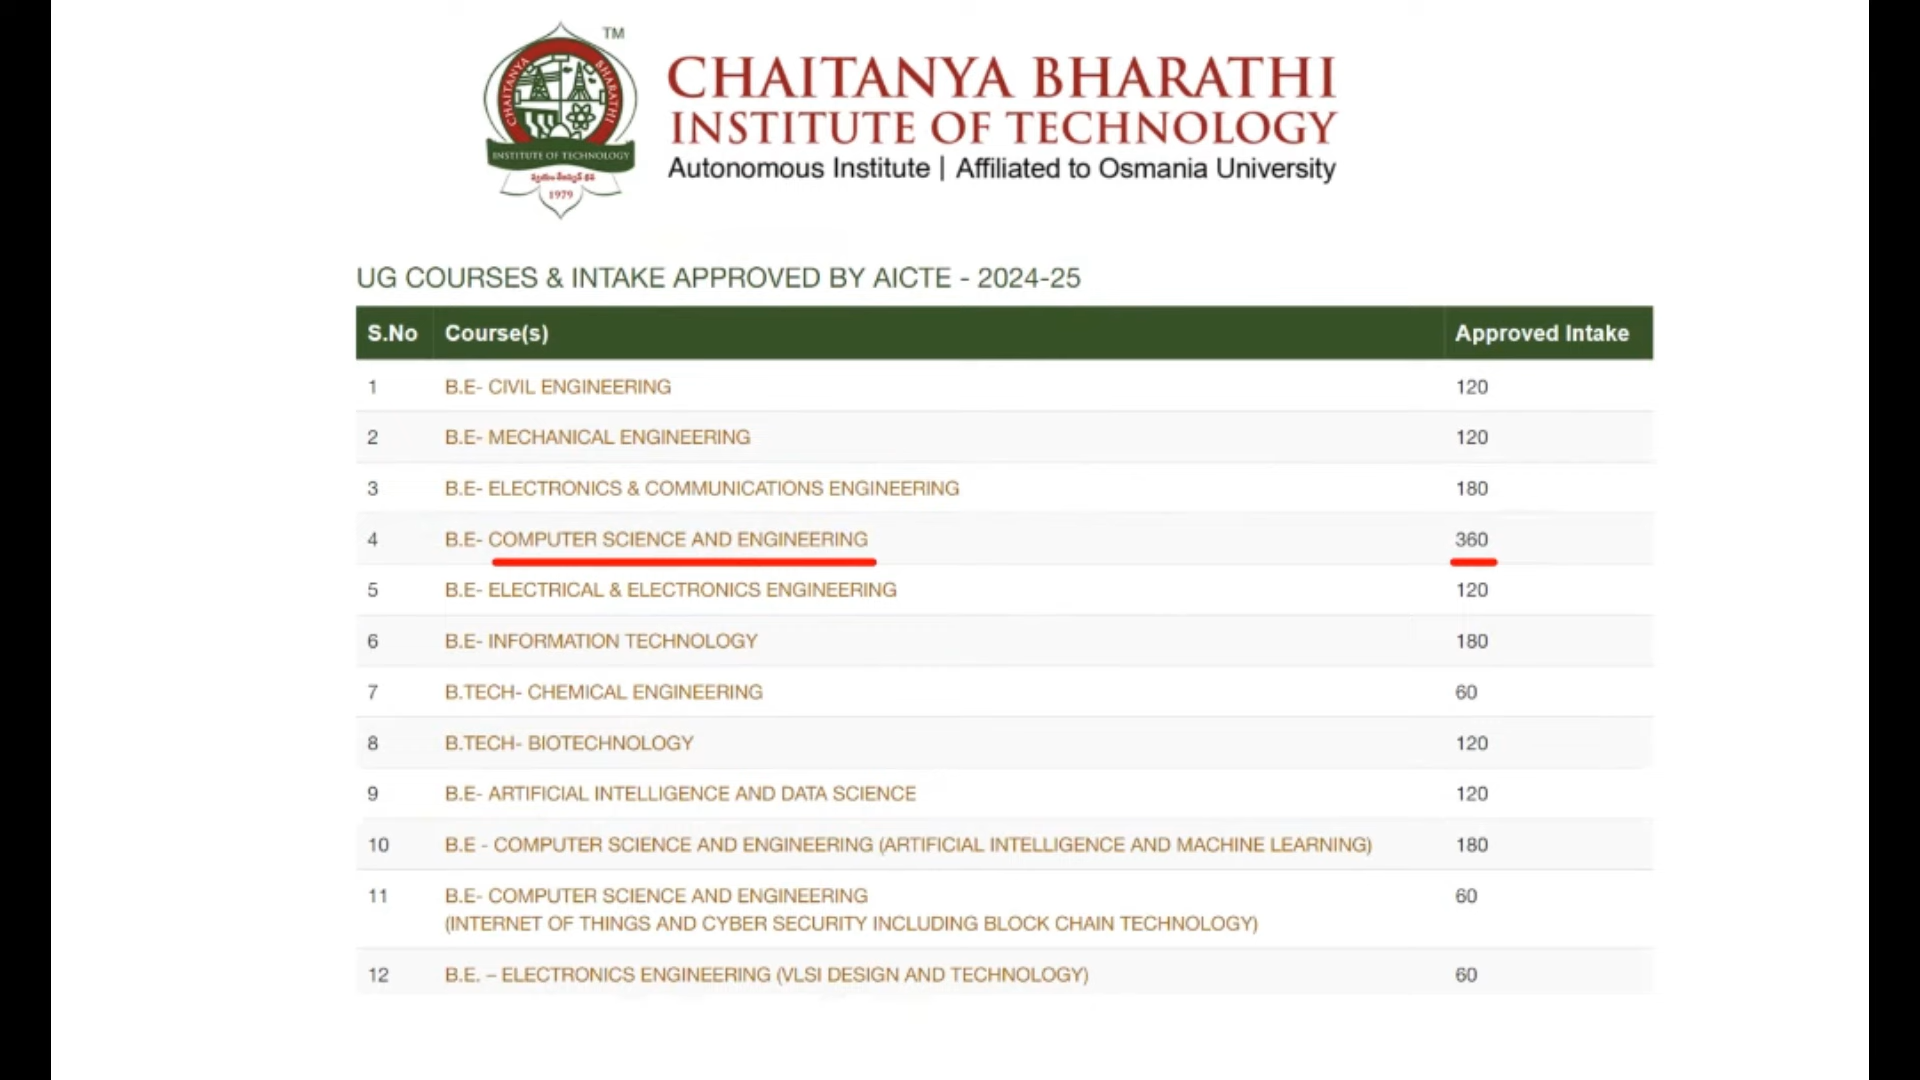 TM
CHAITANYA BHARATHI
INSTITUTE OF TECHNOLOGY
Autonomous Institute | Affiliated to Osmania University
CHAITANYA BHARATHI
INSTITUTE OF TECHNOLOGY
1979
UG COURSES & INTAKE APPROVED BY AICTE - 2024-25
S.No Course(s) Approved Intake
1 B.E- CIVIL ENGINEERING 120
2 B.E- MECHANICAL ENGINEERING 120
3 B.E- ELECTRONICS & COMMUNICATIONS ENGINEERING 180
4 B.E- COMPUTER SCIENCE AND ENGINEERING 360
5 B.E- ELECTRICAL & ELECTRONICS ENGINEERING 120
6 B.E- INFORMATION TECHNOLOGY 180
7 B.TECH- CHEMICAL ENGINEERING 60
8 B.TECH- BIOTECHNOLOGY 120
9 B.E- ARTIFICIAL INTELLIGENCE AND DATA SCIENCE 120
10 B.E - COMPUTER SCIENCE AND ENGINEERING (ARTIFICIAL INTELLIGENCE AND MACHINE LEARNING) 180
11 B.E- COMPUTER SCIENCE AND ENGINEERING 60
(INTERNET OF THINGS AND CYBER SECURITY INCLUDING BLOCK CHAIN TECHNOLOGY)
12 B.E. – ELECTRONICS ENGINEERING (VLSI DESIGN AND TECHNOLOGY) 60